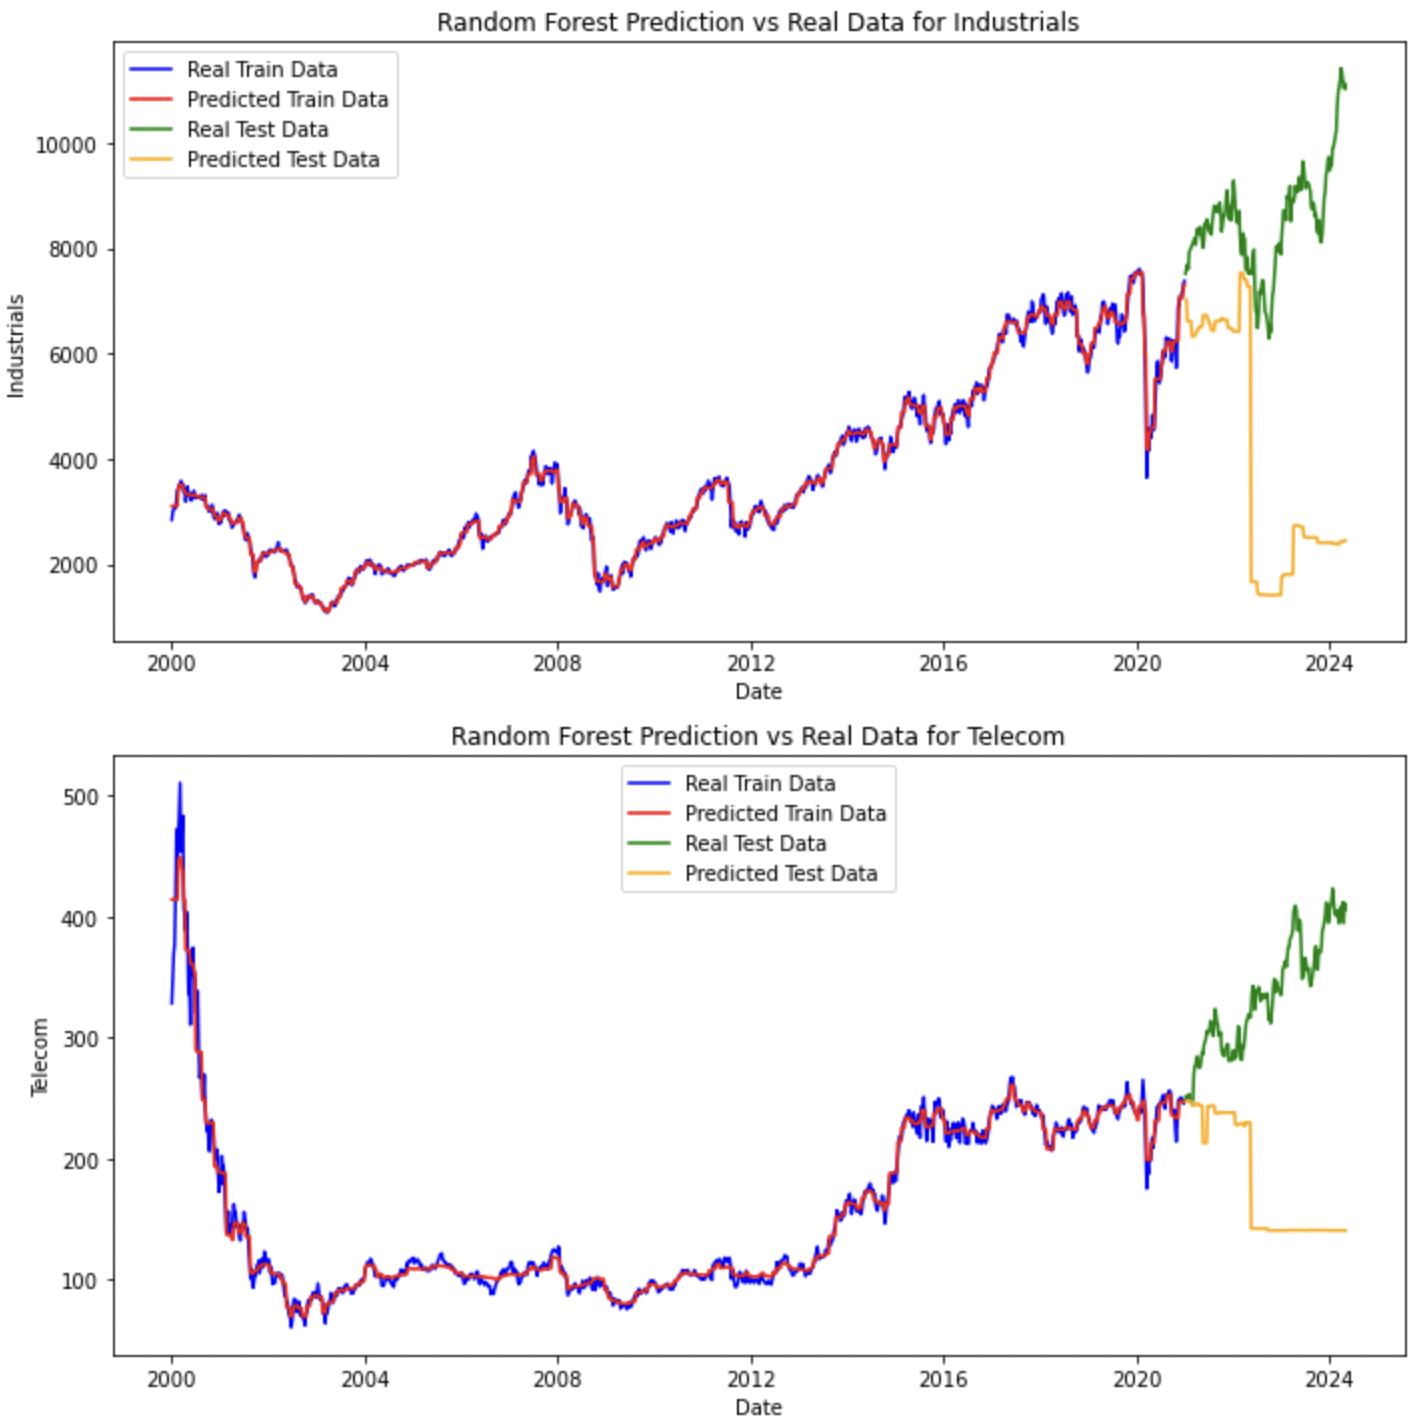 Random Forest Prediction vs Real Data for Industrials
Real Train Data
Predicted Train Data
Real Test Data
Predicted Test Data
10000
8000
6000
4000
2000
Industrials
2000 2004 2008 2012 2016 2020 2024
Date
Random Forest Prediction vs Real Data for Telecom
Real Train Data
Predicted Train Data
Real Test Data
Predicted Test Data
500
400
300
200
100
Telecom
2000 2004 2008 2012 2016 2020 2024
Date